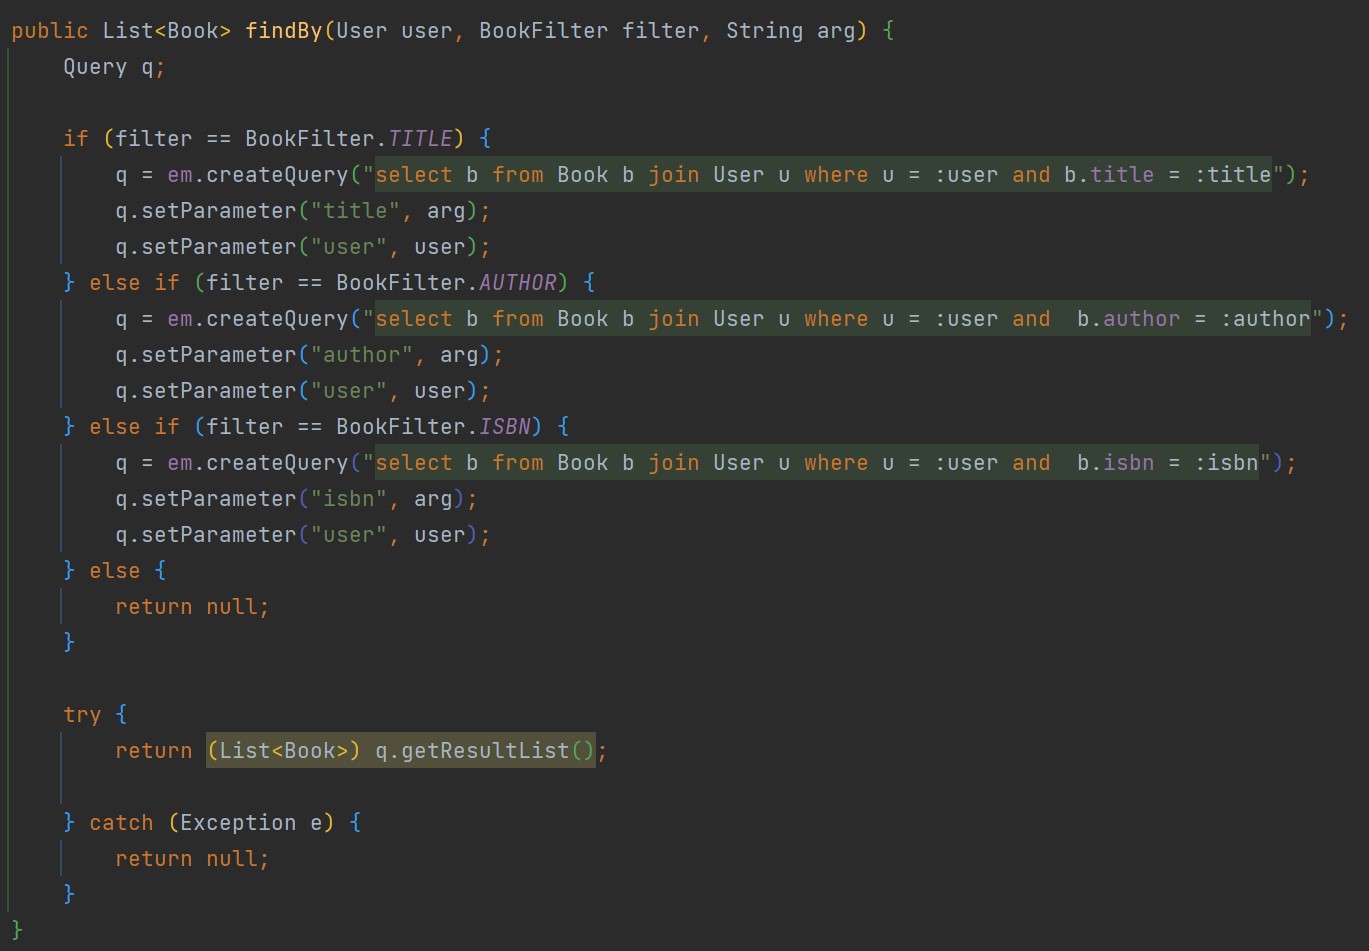 public List<Book> findBy(User user, BookFilter filter, String arg) {
    Query q;

    if (filter == BookFilter.TITLE) {
        q = em.createQuery("select b from Book b join User u where u = :user and b.title = :title");
        q.setParameter("title", arg);
        q.setParameter("user", user);
    } else if (filter == BookFilter.AUTHOR) {
        q = em.createQuery("select b from Book b join User u where u = :user and  b.author = :author");
        q.setParameter("author", arg);
        q.setParameter("user", user);
    } else if (filter == BookFilter.ISBN) {
        q = em.createQuery("select b from Book b join User u where u = :user and  b.isbn = :isbn");
        q.setParameter("isbn", arg);
        q.setParameter("user", user);
    } else {
        return null;
    }

    try {
        return (List<Book>) q.getResultList();

    } catch (Exception e) {
        return null;
    }
}